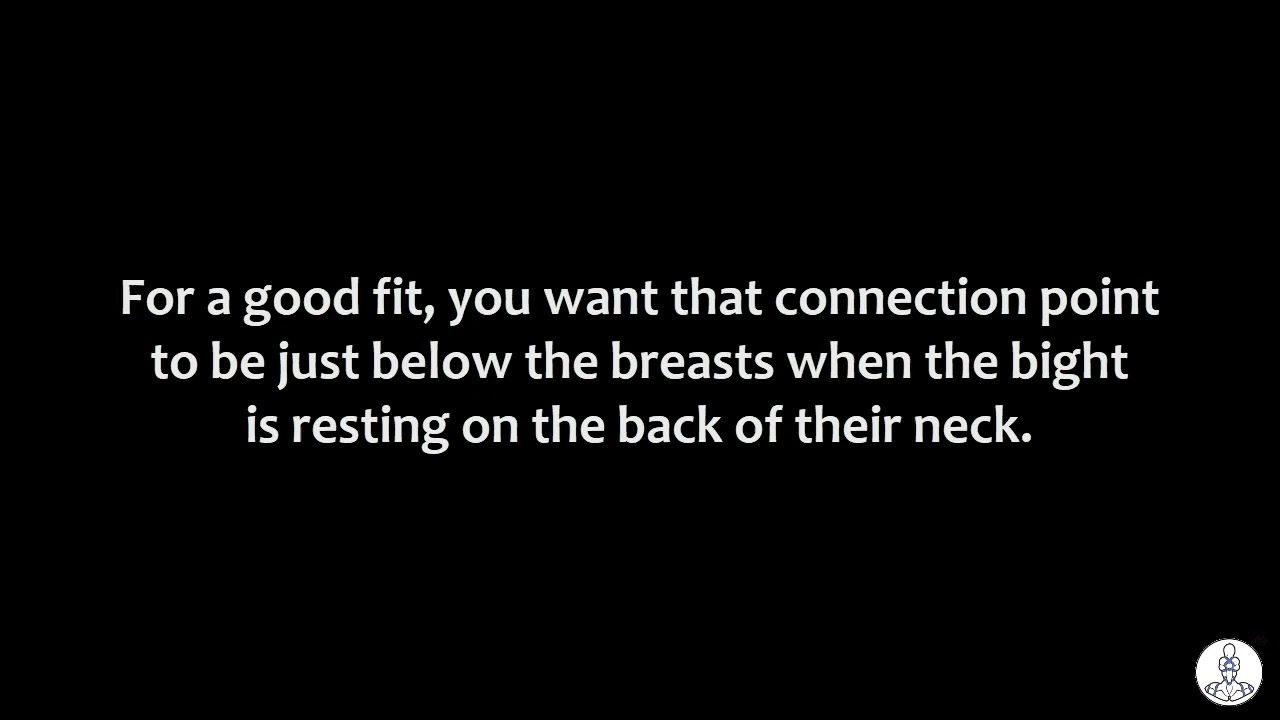 For a good fit, you want that connection point
to be just below the breasts when the bight
is resting on the back of their neck.